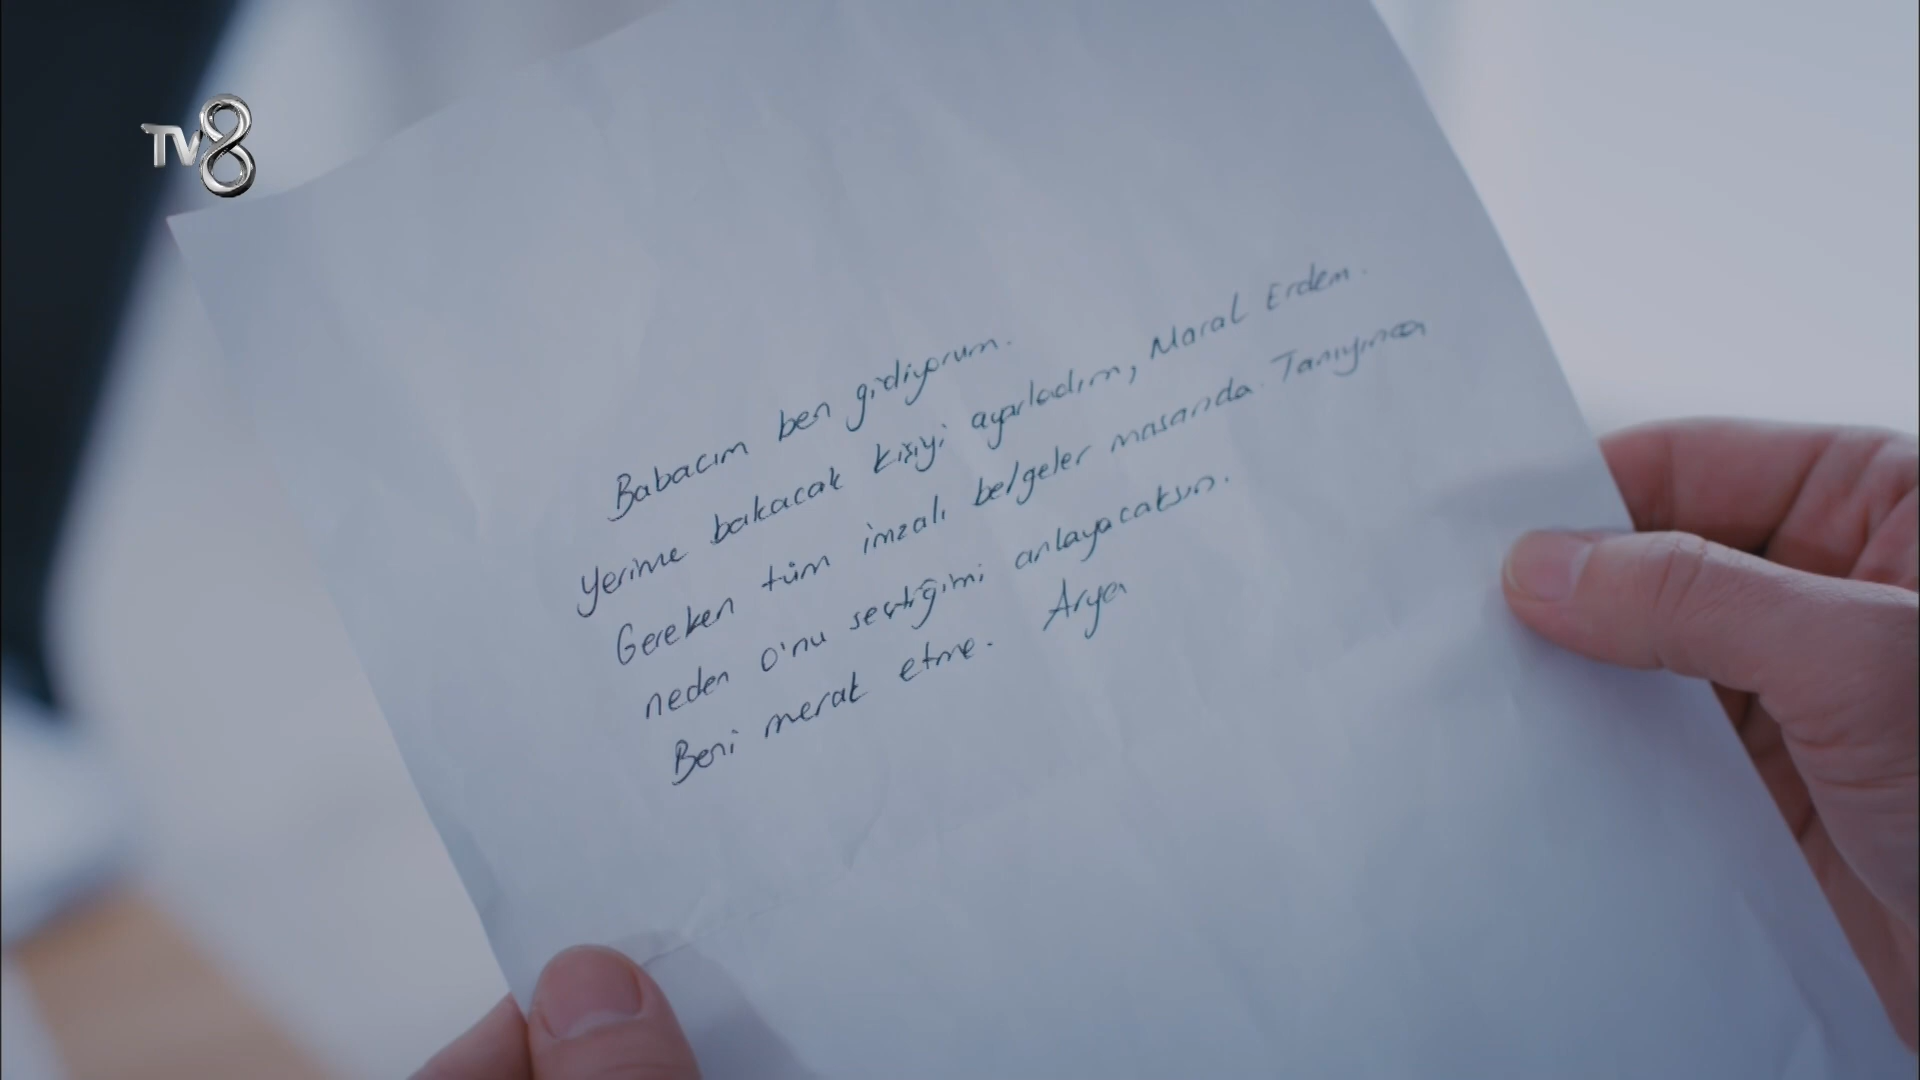 TV8
Babacım ben gidiyorum.
Yerime bakacak kişiyi ayarladım, Maral Erdem.
Gereken tüm imzalı belgeler masanda. Tanıyınca
neden o'nu seçtiğimi anlayacaksın.
Beni merak etme. Arya